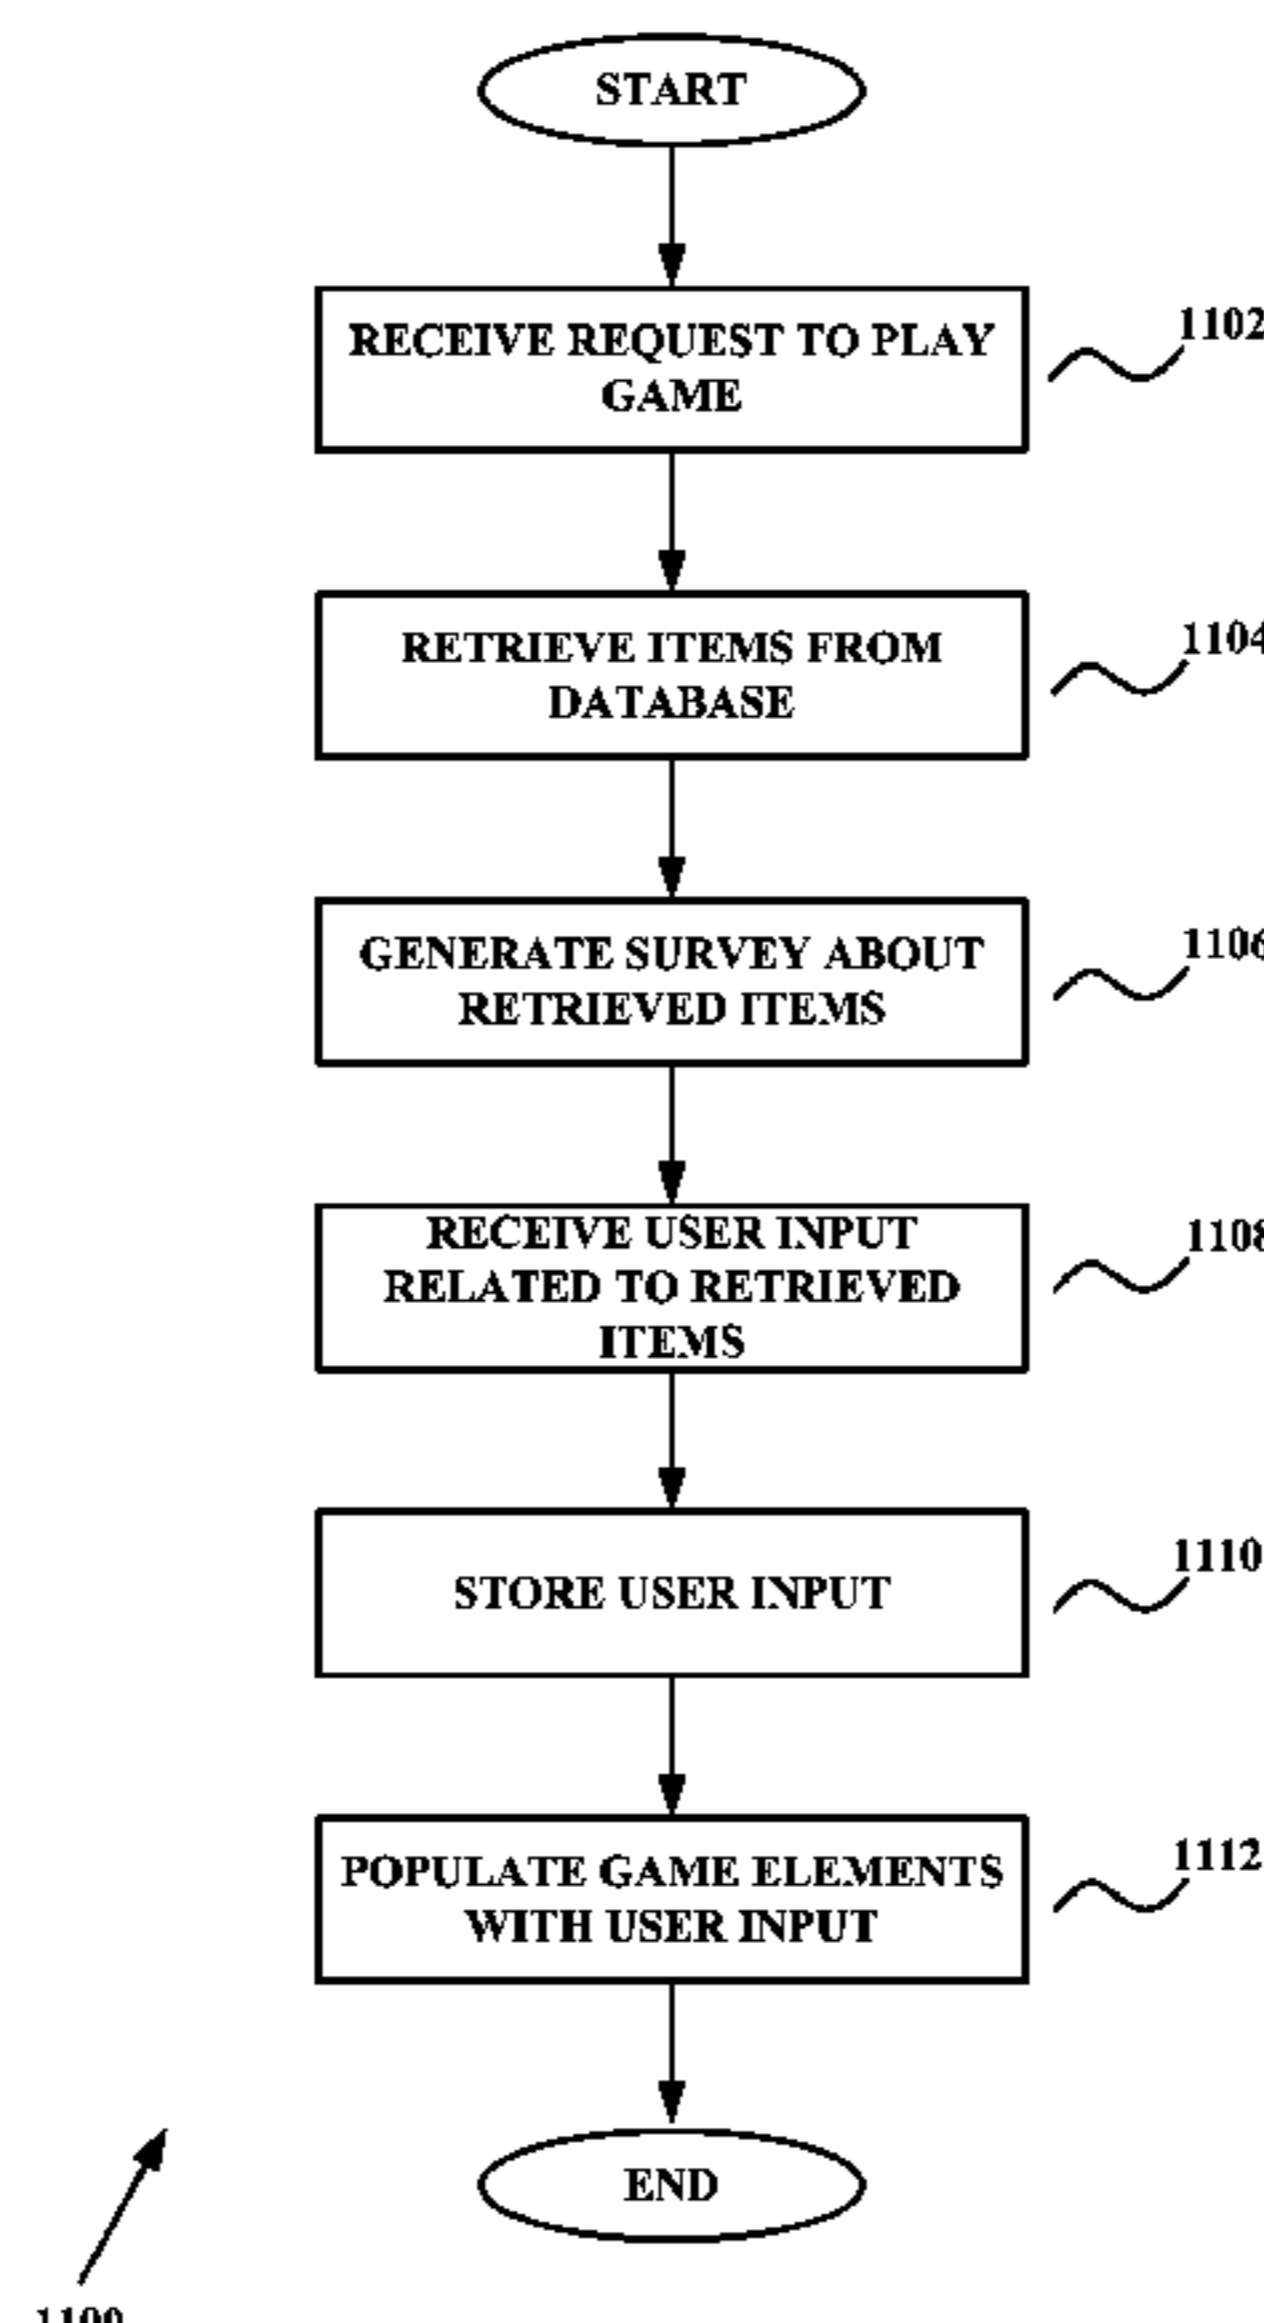 START
RECEIVE REQUEST TO PLAY
GAME
1102
RETRIEVE ITEMS FROM
DATABASE
1104
GENERATE SURVEY ABOUT
RETRIEVED ITEMS
1106
RECEIVE USER INPUT
RELATED TO RETRIEVED
ITEMS
1108
STORE USER INPUT
1110
POPULATE GAME ELEMENTS
WITH USER INPUT
1112
END
1100